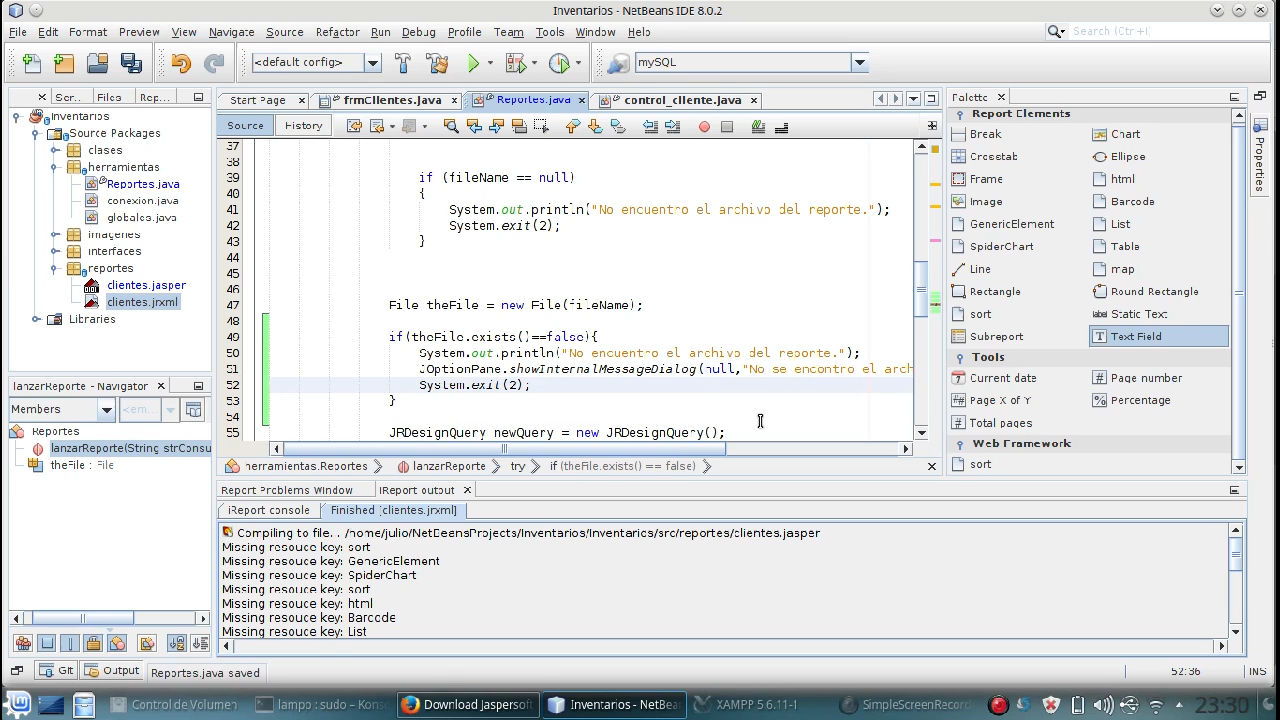 Inventarios - NetBeans IDE 8.0.2
File Edit Format Preview View Navigate Source Refactor Run Debug Profile Team Tools Window Help
Search (Ctrl+I)
<default config>
mySQL
Ser... Files Rep...
Start Page frmClientes.java Reportes.java control_cliente.java
Source History
Inventarios
Source Packages
clases
herramientas
Reportes.java
conexion.java
globales.java
imagenes
interfaces
reportes
clientes.jasper
clientes.jrxml
Libraries
lanzarReporte - Navigator
Members
<em...
Reportes
lanzarReporte(String strConsu
theFile : File
37
38
39 if (fileName == null)
40 {
41 System.out.println("No encuentro el archivo del reporte.");
42 System.exit(2);
43 }
44
45
46
47 File theFile = new File(fileName);
48
49 if(theFile.exists()==false){
50 System.out.println("No encuentro el archivo del reporte.");
51 JOptionPane.showInternalMessageDialog(null,"No se encontro el arch
52 System.exit(2);
53 }
54
55 JRDesignQuery newQuery = new JRDesignQuery();
herramientas.Reportes lanzarReporte try if (theFile.exists() == false)
Palette
Report Elements
Break Chart
Crosstab Ellipse
Frame html
Image Barcode
GenericElement List
SpiderChart Table
Line map
Rectangle Round Rectangle
sort Static Text
Subreport Text Field
Tools
Current date Page number
Page X of Y Percentage
Total pages
Web Framework
sort
Properties
Report Problems Window iReport output
iReport console Finished [clientes.jrxml]
Compiling to file... /home/julio/NetBeansProjects/Inventarios/Inventarios/src/reportes/clientes.jasper
Missing resouce key: sort
Missing resouce key: GenericElement
Missing resouce key: SpiderChart
Missing resouce key: sort
Missing resouce key: html
Missing resouce key: Barcode
Missing resouce key: List
Git Output Reportes.java saved 52:36 INS
Control de Volumen lampo : sudo – Kons Download Jaspersoft Inventarios - NetBean XAMPP 5.6.11-1 SimpleScreenRecord 23:30